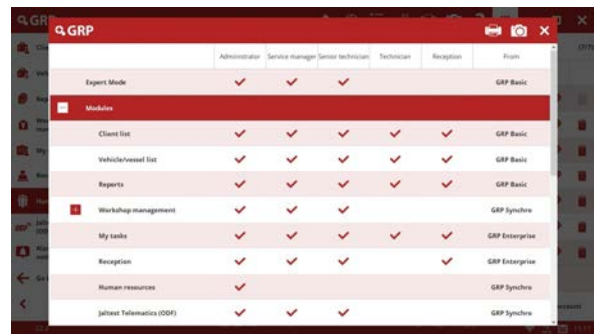 GRP
Administrator Service manager Senior technician Technician Reception From
Expert Mode GRP Basic
Modules
Client list GRP Basic
Vehicle/vessel list GRP Basic
Reports GRP Basic
Workshop management GRP Synchro
My tasks GRP Enterprise
Reception GRP Enterprise
Human resources GRP Synchro
Jaltest Telematics (ODF) GRP Synchro